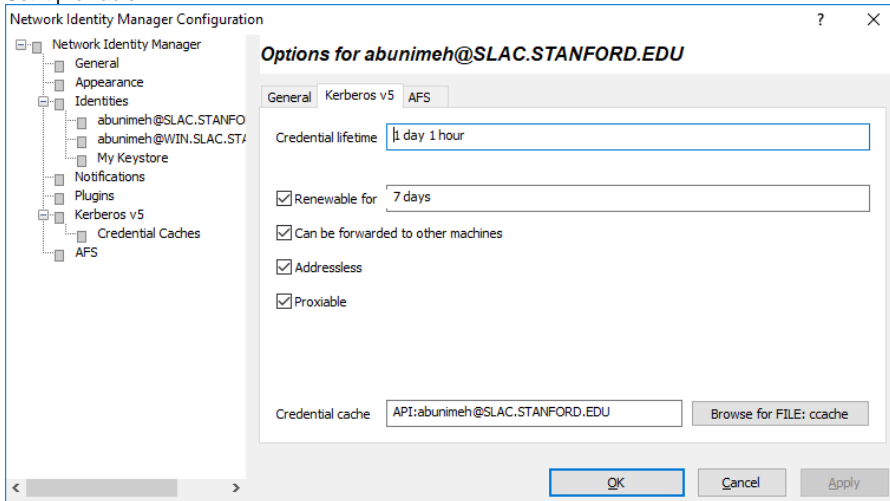 Network Identity Manager Configuration
?
Network Identity Manager
General
Appearance
Identities
abunimeh@SLAC.STANFO
abunimeh@WIN.SLAC.STA
My Keystore
Notifications
Plugins
Kerberos v5
Credential Caches
AFS
Options for abunimeh@SLAC.STANFORD.EDU
General Kerberos v5 AFS
Credential lifetime 1 day 1 hour
Renewable for 7 days
Can be forwarded to other machines
Addressless
Proxiable
Credential cache API:abunimeh@SLAC.STANFORD.EDU Browse for FILE: ccache
OK Cancel Apply